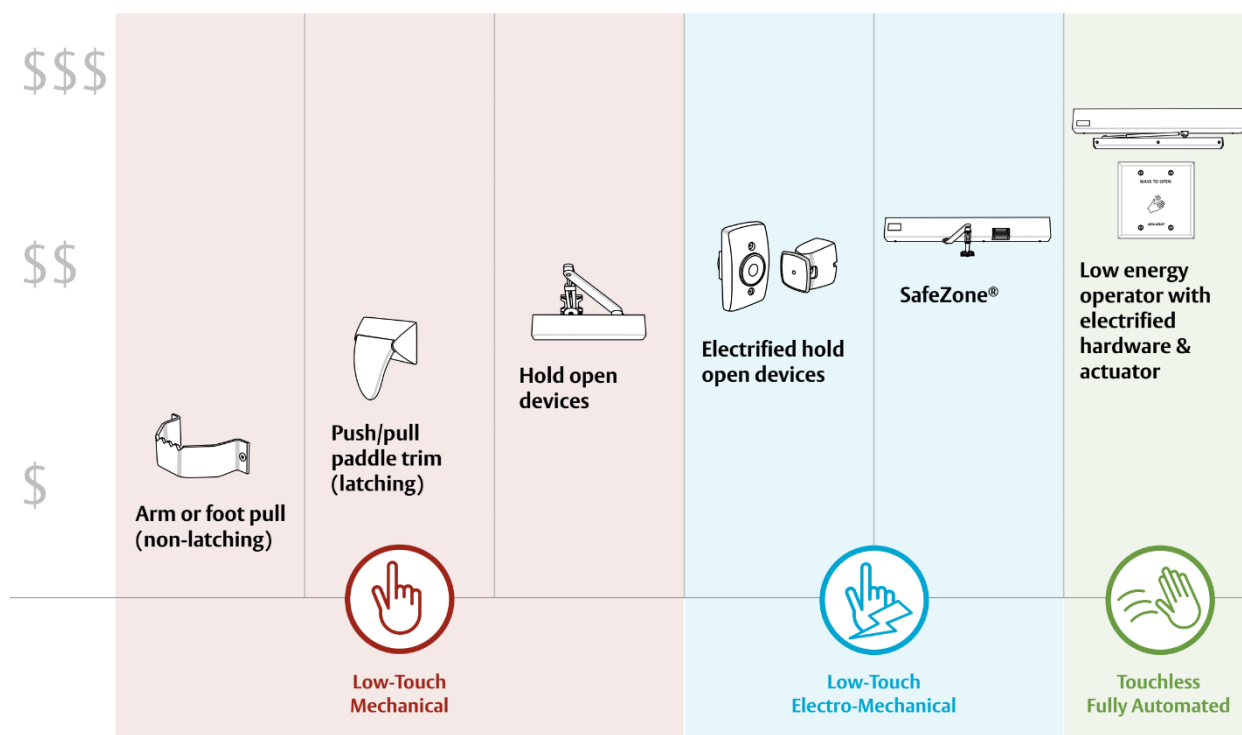 $$$
$$
$
Arm or foot pull
(non-latching)
Push/pull
paddle trim
(latching)
Hold open
devices
Electrified hold
open devices
SafeZone®
WAVE TO OPEN
Low energy
operator with
electrified
hardware &
actuator
Low-Touch
Mechanical
Low-Touch
Electro-Mechanical
Touchless
Fully Automated